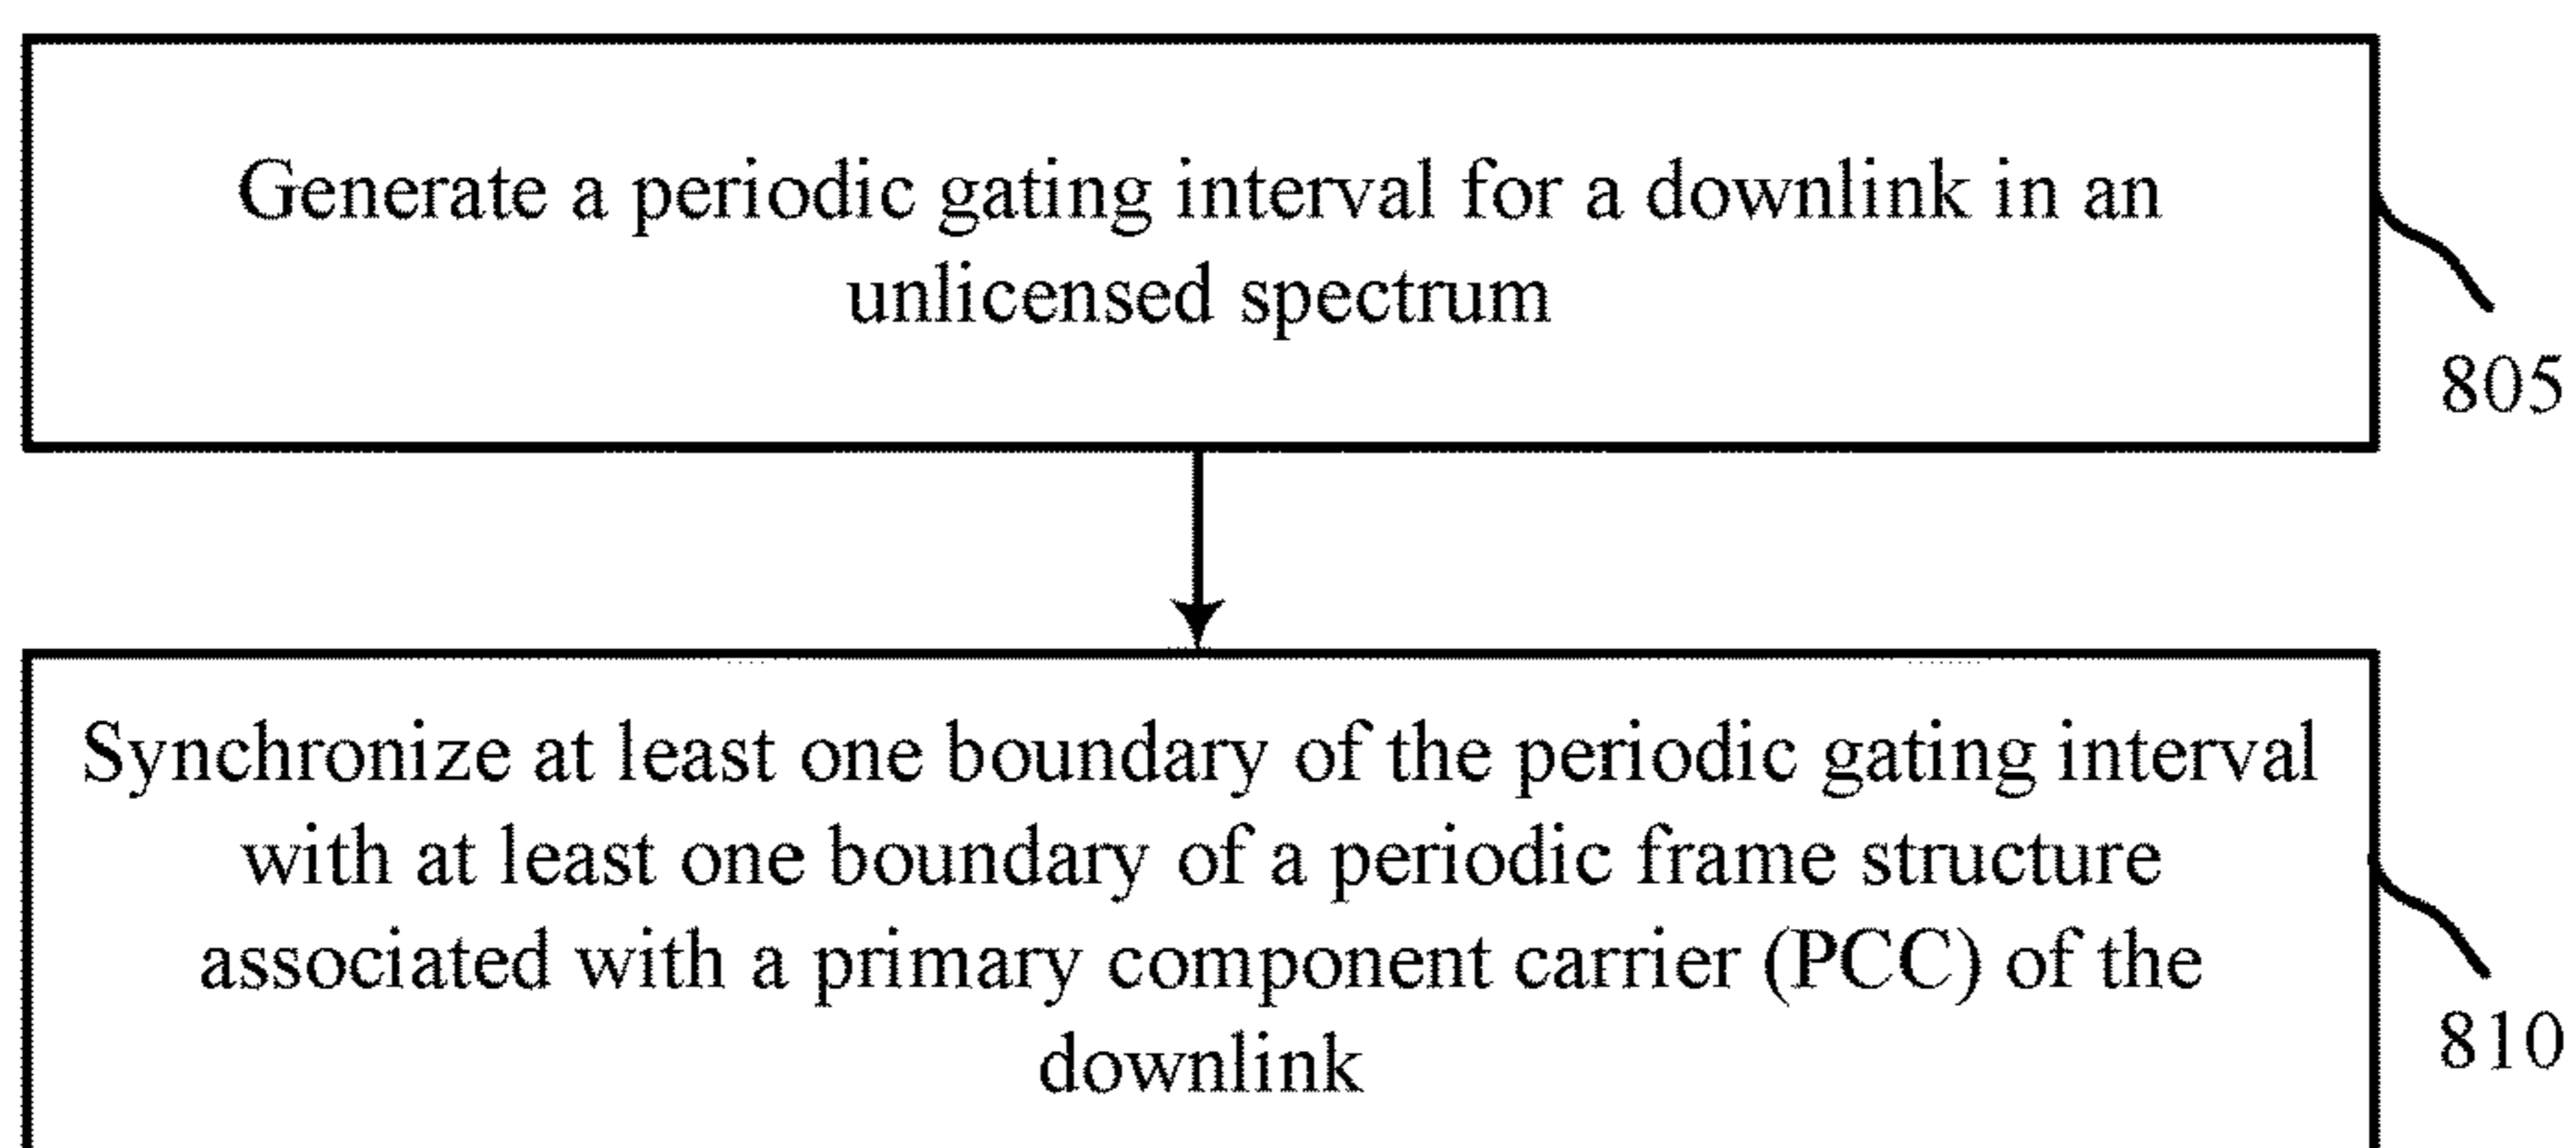 Generate a periodic gating interval for a downlink in an
unlicensed spectrum
805
Synchronize at least one boundary of the periodic gating interval
with at least one boundary of a periodic frame structure
associated with a primary component carrier (PCC) of the
downlink
810